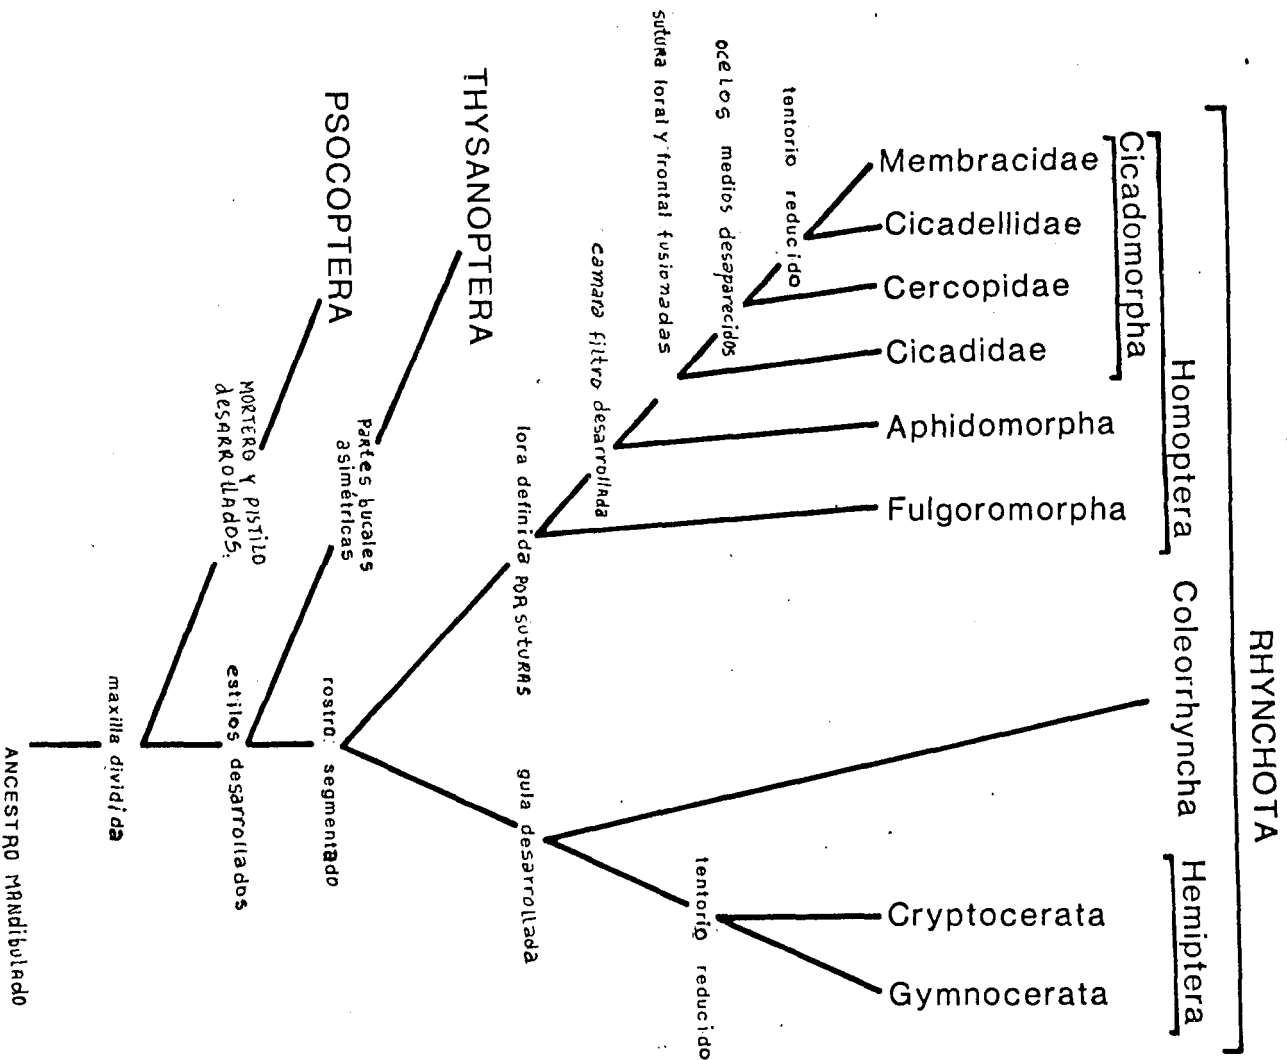 RHYNCHOTA
Homoptera
Coleorrhyncha
Hemiptera
Cicadomorpha
Membracidae
Cicadellidae
Cercopidae
Cicadidae
Aphidomorpha
Fulgoromorpha
Cryptocerata
Gymnocerata
tentorio reducido
ocelos medios desaparecidos
sutura loral y frontal fusionadas
camara filtro desarrollada
lora definida POR SUTURAS
gula desarrollada
tentorio reducido
THYSANOPTERA
PSOCOPTERA
Partes bucales
asimétricas
MORTERO Y PISTILO
desARROLLAdOS.
rostro segmentado
estilos desarrollados
maxilla dividida
ANCESTRO MANdibulAdO